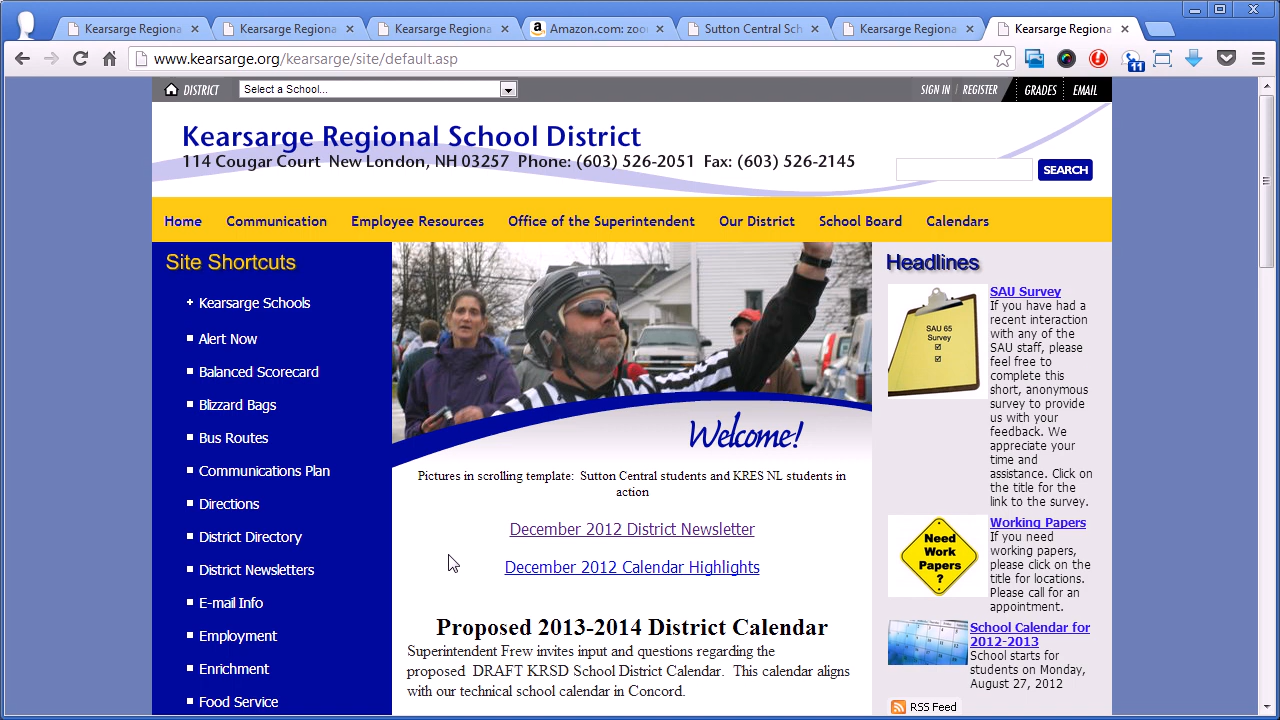 Kearsarge Regiona
Kearsarge Regiona
Kearsarge Regiona
Amazon.com: zoo
Sutton Central Sch
Kearsarge Regiona
Kearsarge Regiona
www.kearsarge.org/kearsarge/site/default.asp
11
DISTRICT
Select a School...
SIGN IN | REGISTER
GRADES
EMAIL
Kearsarge Regional School District
114 Cougar Court New London, NH 03257 Phone: (603) 526-2051 Fax: (603) 526-2145
SEARCH
Home
Communication
Employee Resources
Office of the Superintendent
Our District
School Board
Calendars
Site Shortcuts
+ Kearsarge Schools
Alert Now
Balanced Scorecard
Blizzard Bags
Bus Routes
Communications Plan
Directions
District Directory
District Newsletters
E-mail Info
Employment
Enrichment
Food Service
Welcome!
Pictures in scrolling template: Sutton Central students and KRES NL students in
action
December 2012 District Newsletter
December 2012 Calendar Highlights
Proposed 2013-2014 District Calendar
Superintendent Frew invites input and questions regarding the
proposed DRAFT KRSD School District Calendar. This calendar aligns
with our technical school calendar in Concord.
Headlines
SAU 65
Survey
SAU Survey
If you have had a
recent interaction
with any of the
SAU staff, please
feel free to
complete this
short, anonymous
survey to provide
us with your
feedback. We
appreciate your
time and
assistance. Click on
the title for the
link to the survey.
Need
Work
Papers
?
Working Papers
If you need
working papers,
please click on the
title for locations.
Please call for an
appointment.
School Calendar for
2012-2013
School starts for
students on Monday,
August 27, 2012
RSS Feed